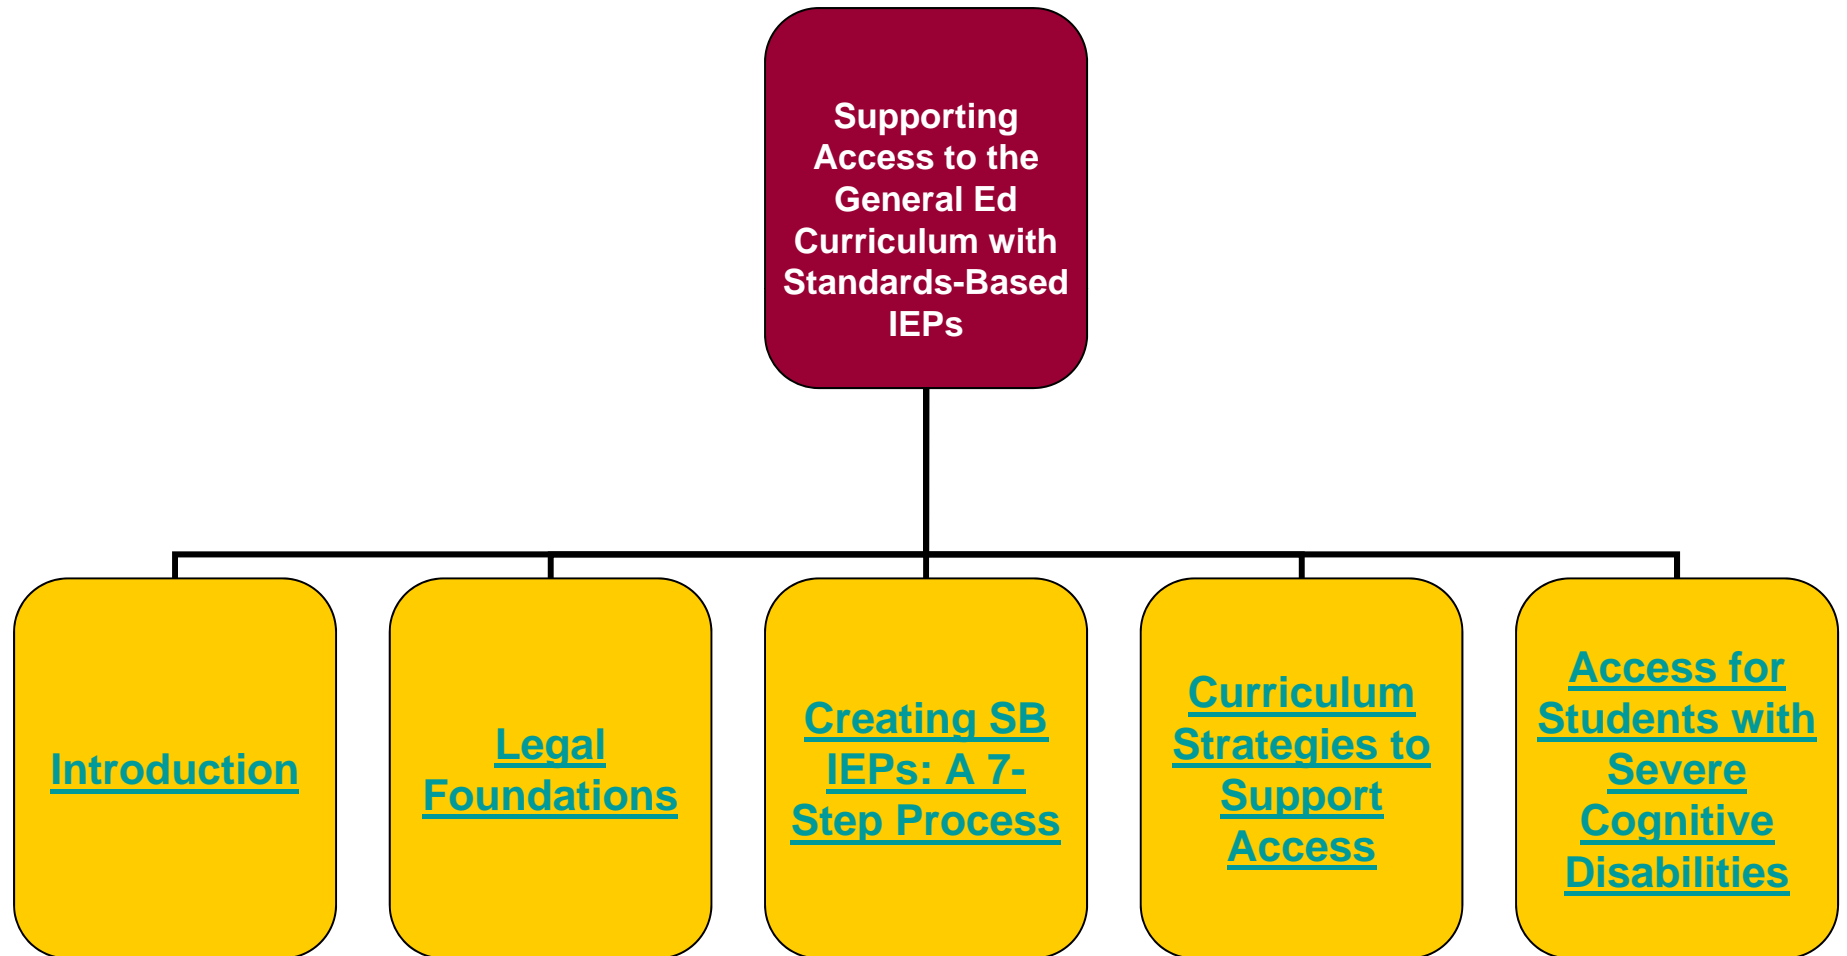 Supporting
Access to the
General Ed
Curriculum with
Standards-Based
IEPs
Introduction
Legal
Foundations
Creating SB
IEPs: A 7-
Step Process
Curriculum
Strategies to
Support
Access
Access for
Students with
Severe
Cognitive
Disabilities